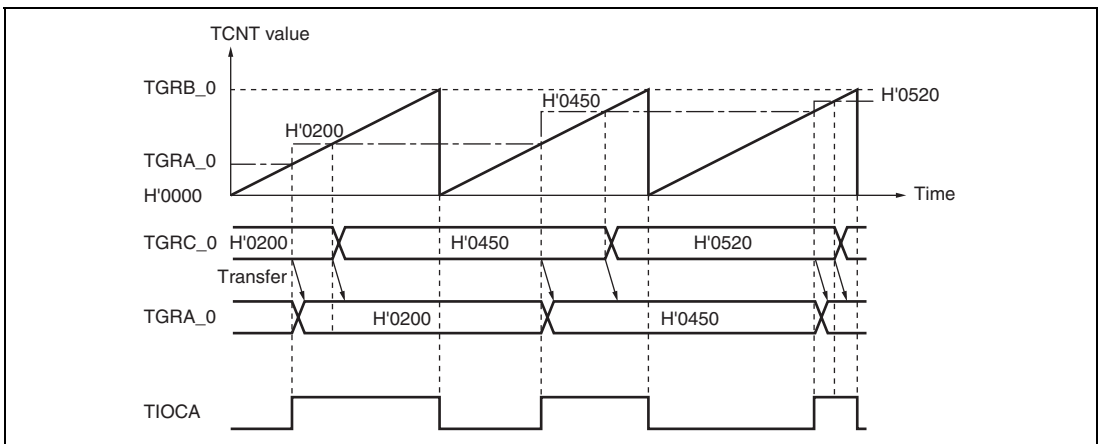 TCNT value
TGRB_0
H'0450
H'0520
H'0200
TGRA_0
H'0000
Time
TGRC_0 H'0200 H'0450 H'0520
Transfer
TGRA_0 H'0200 H'0450
TIOCA